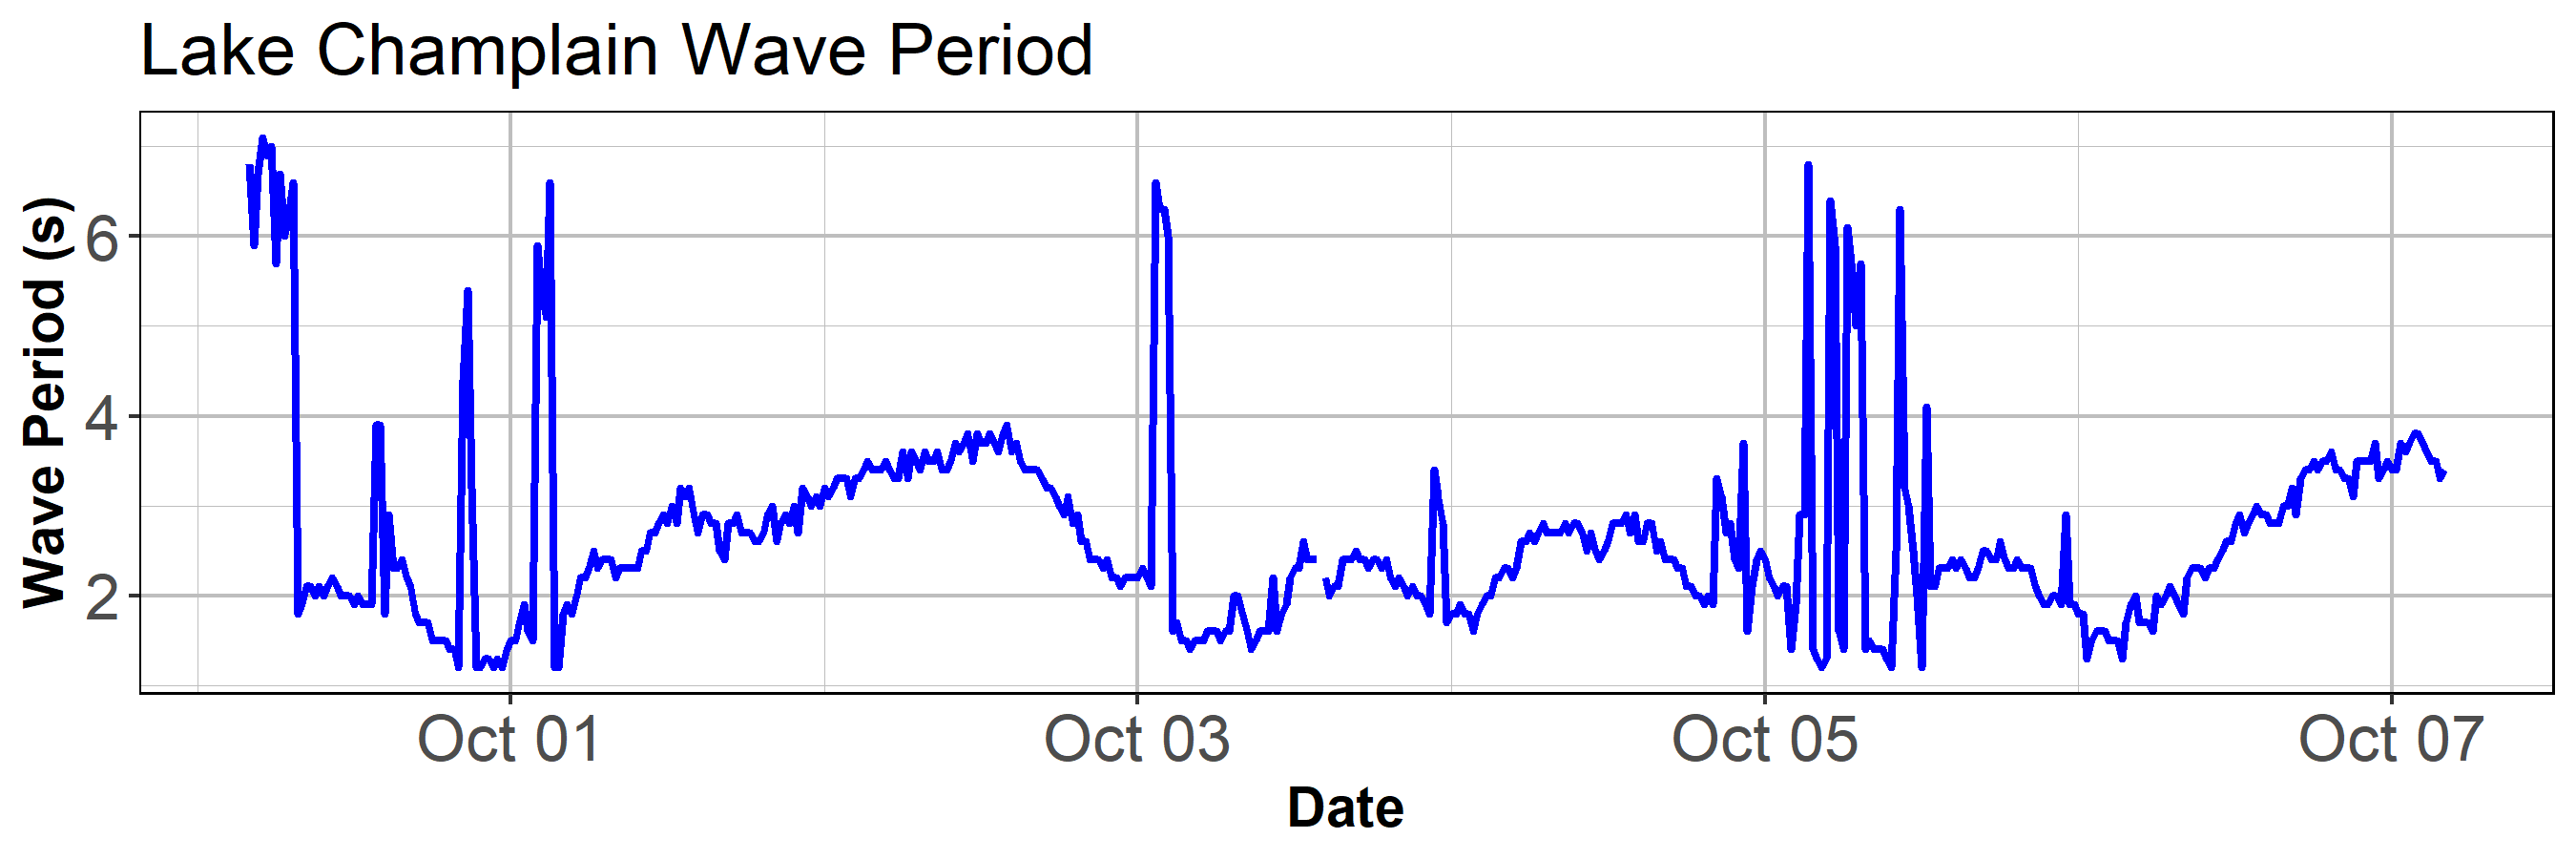 Lake Champlain Wave Period
Wave Period (s)
6
4
2
Oct 01
Oct 03
Oct 05
Oct 07
Date